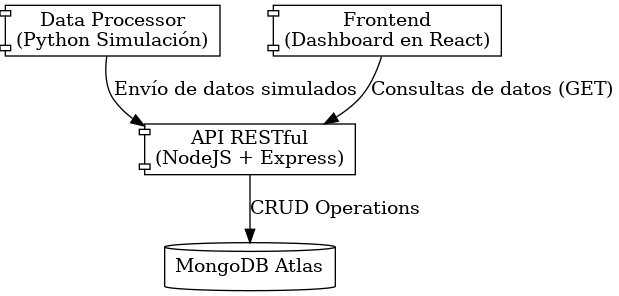 Data Processor
(Python Simulación)
Frontend
(Dashboard en React)
Envío de datos simulados
Consultas de datos (GET)
API RESTful
(NodeJS + Express)
CRUD Operations
MongoDB Atlas